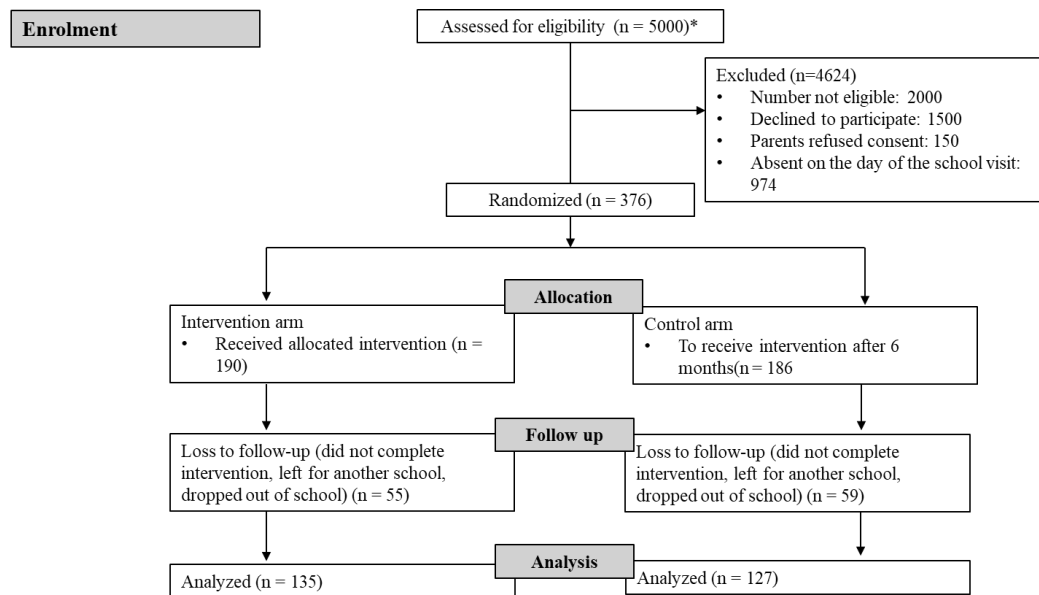 Enrolment
Assessed for eligibility (n = 5000)*
Excluded (n=4624)
• Number not eligible: 2000
• Declined to participate: 1500
• Parents refused consent: 150
• Absent on the day of the school visit:
974
Randomized (n = 376)
Allocation
Intervention arm
• Received allocated intervention (n =
190)
Control arm
• To receive intervention after 6
months(n = 186
Follow up
Loss to follow-up (did not complete
intervention, left for another school,
dropped out of school) (n = 55)
Loss to follow-up (did not complete
intervention, left for another school,
dropped out of school) (n = 59)
Analysis
Analyzed (n = 135)
Analyzed (n = 127)